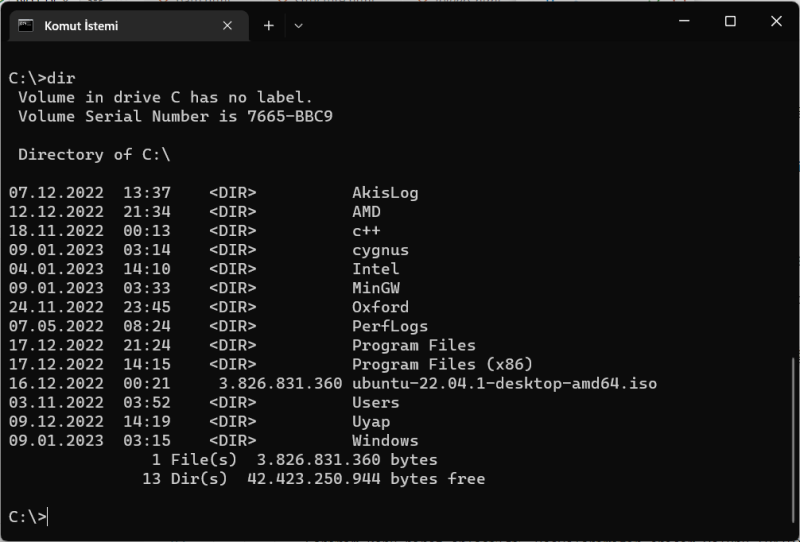 Komut İstemi
C:\>dir
 Volume in drive C has no label.
 Volume Serial Number is 7665-BBC9

 Directory of C:\

07.12.2022  13:37    <DIR>          AkisLog
12.12.2022  21:34    <DIR>          AMD
18.11.2022  00:13    <DIR>          c++
09.01.2023  03:14    <DIR>          cygnus
04.01.2023  14:10    <DIR>          Intel
09.01.2023  03:33    <DIR>          MinGW
24.11.2022  23:45    <DIR>          Oxford
07.05.2022  08:24    <DIR>          PerfLogs
17.12.2022  21:24    <DIR>          Program Files
17.12.2022  14:15    <DIR>          Program Files (x86)
16.12.2022  00:21     3.826.831.360 ubuntu-22.04.1-desktop-amd64.iso
03.11.2022  03:52    <DIR>          Users
09.12.2022  14:19    <DIR>          Uyap
09.01.2023  03:15    <DIR>          Windows
               1 File(s)  3.826.831.360 bytes
              13 Dir(s)  42.423.250.944 bytes free

C:\>